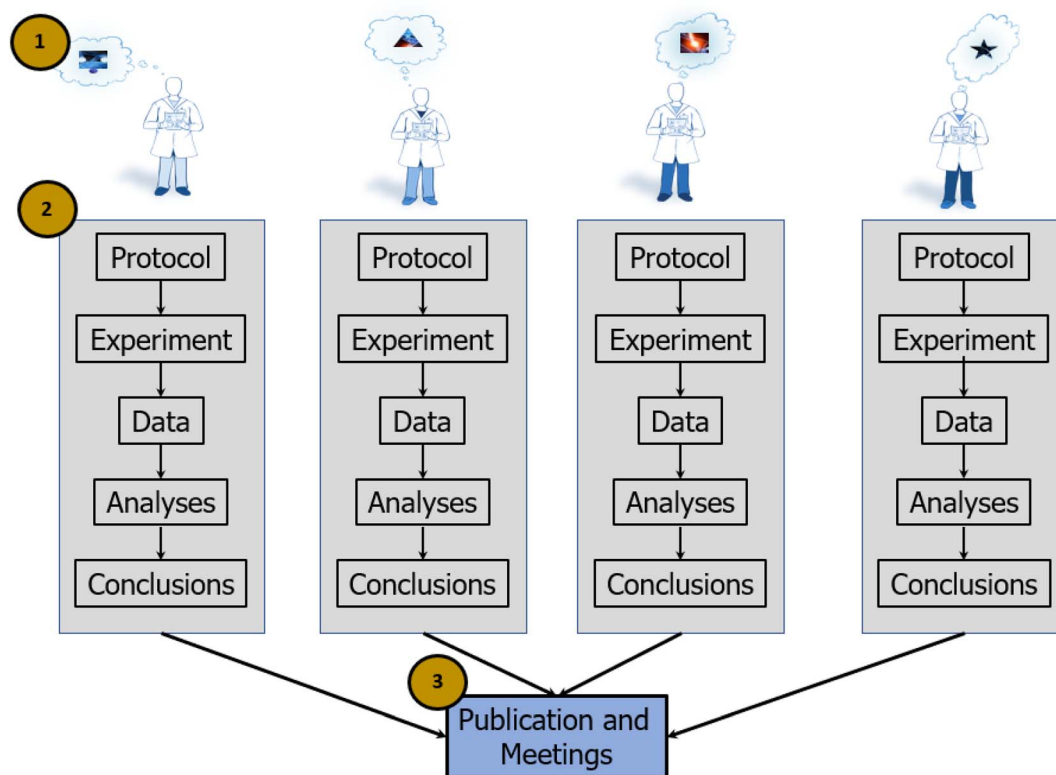 1
2
Protocol
Experiment
Data
Analyses
Conclusions
Protocol
Experiment
Data
Analyses
Conclusions
Protocol
Experiment
Data
Analyses
Conclusions
Protocol
Experiment
Data
Analyses
Conclusions
3
Publication and
Meetings